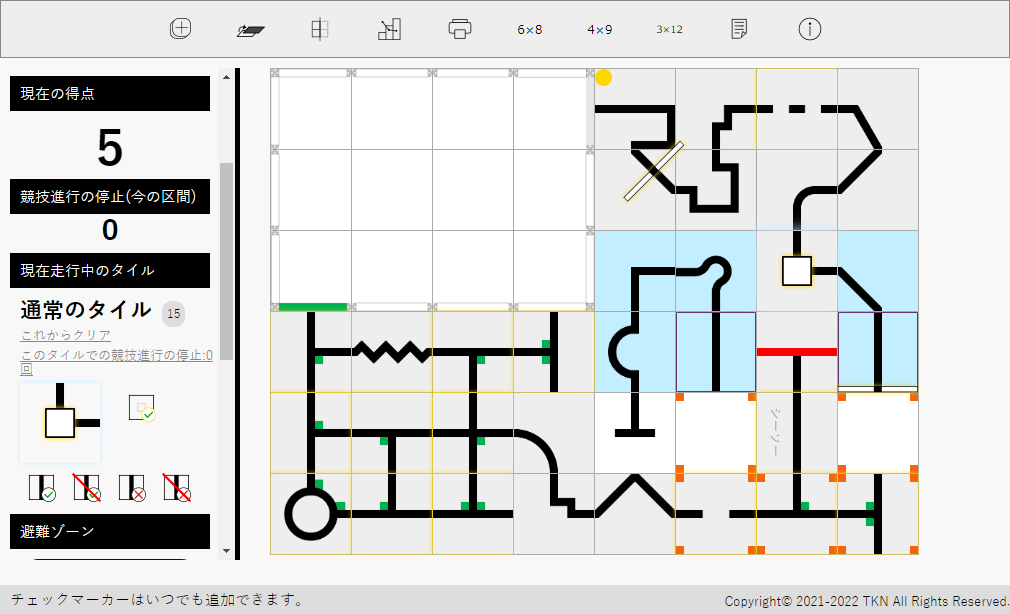 6×8 4×9 3×12
現在の得点
5
競技進行の停止(今の区間)
0
現在走行中のタイル
通常のタイル 15
これからクリア
このタイルでの競技進行の停止:0
回
避難ゾーン
シーソー
チェックマーカーはいつでも追加できます。
Copyright© 2021-2022 TKN All Rights Reserved.